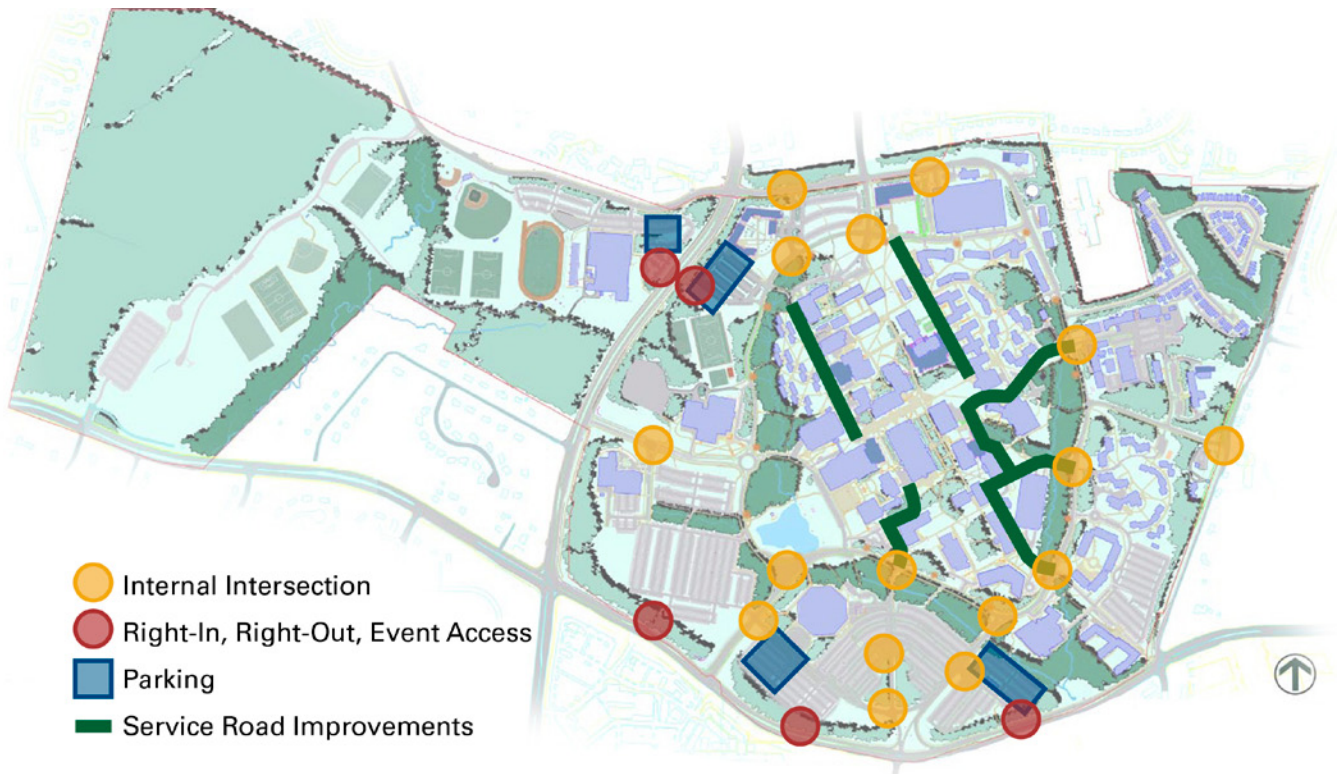 Internal Intersection
Right-In, Right-Out, Event Access
Parking
Service Road Improvements